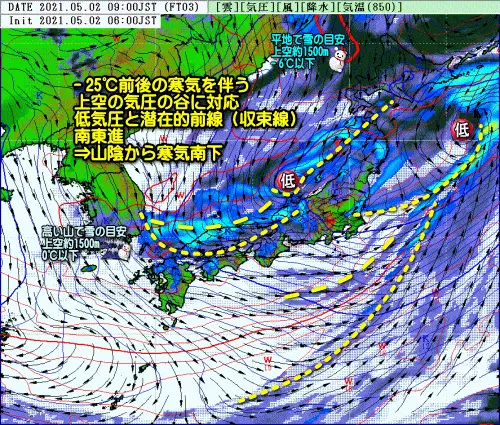 DATE 2021.05.02 09:00JST (FT03)
[雲][気圧][風][降水][気温(850)]
Init 2021.05.02 06:00JST
平地で雪の目安
上空約1500m
-6℃以下
-25℃前後の寒気を伴う
上空の気圧の谷に対応
低気圧と潜在的前線（収束線）
南東進
⇒山陰から寒気南下
低
低
高い山で雪の目安
上空約1500m
0℃以下
K
W
W
K
W
W
W